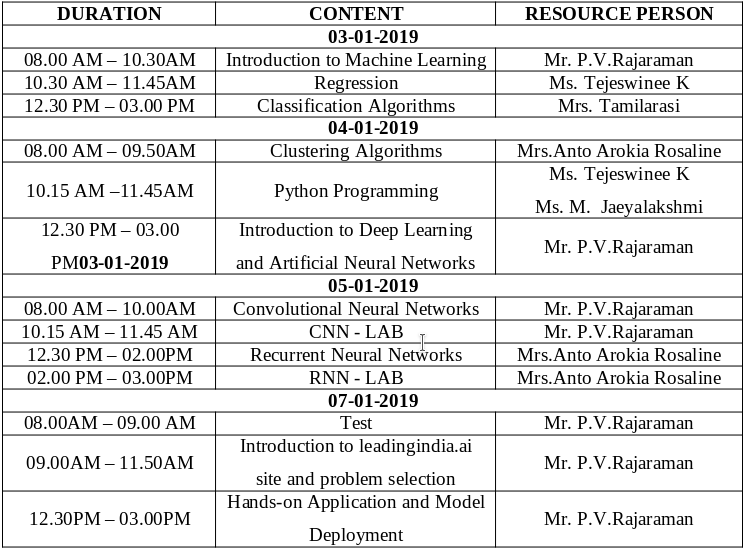 DURATION CONTENT RESOURCE PERSON
03-01-2019
08.00 AM – 10.30AM Introduction to Machine Learning Mr. P.V.Rajaraman
10.30 AM – 11.45AM Regression Ms. Tejeswinee K
12.30 PM – 03.00 PM Classification Algorithms Mrs. Tamilarasi
04-01-2019
08.00 AM – 09.50AM Clustering Algorithms Mrs.Anto Arokia Rosaline
10.15 AM –11.45AM Python Programming Ms. Tejeswinee K
Ms. M. Jaeyalakshmi
12.30 PM – 03.00 Introduction to Deep Learning
PM03-01-2019 and Artificial Neural Networks Mr. P.V.Rajaraman
05-01-2019
08.00 AM – 10.00AM Convolutional Neural Networks Mr. P.V.Rajaraman
10.15 AM – 11.45 AM CNN - LAB Mr. P.V.Rajaraman
12.30 PM – 02.00PM Recurrent Neural Networks Mrs.Anto Arokia Rosaline
02.00 PM – 03.00PM RNN - LAB Mrs.Anto Arokia Rosaline
07-01-2019
08.00AM – 09.00 AM Test Mr. P.V.Rajaraman
09.00AM – 11.50AM Introduction to leadingindia.ai
site and problem selection Mr. P.V.Rajaraman
12.30PM – 03.00PM Hands-on Application and Model
Deployment Mr. P.V.Rajaraman